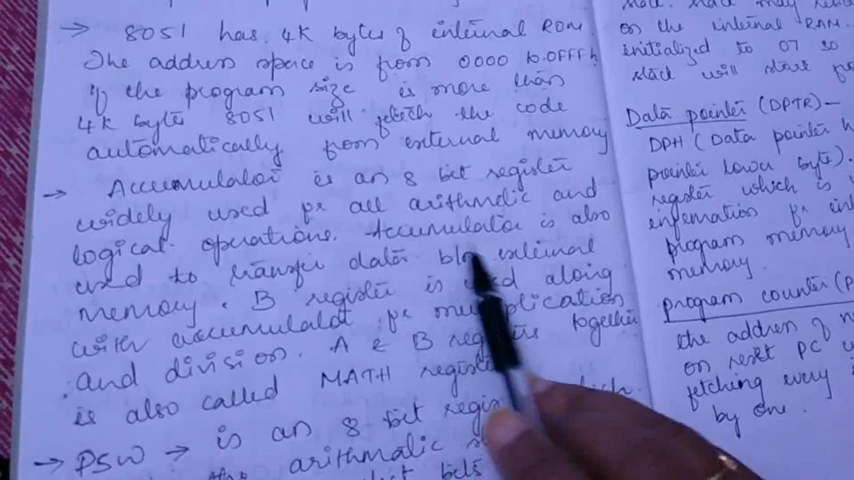 → 8051 has 4K bytes of internal ROM
The address space is from 0000 to 0FFFh
If the program size is more than
4K bytes 8051 will fetch the code
automatically from external memory
→ Accumulator is an 8 bit register
widely used for all arithmetic and
logical operations. Accumulator is also
used to transfer data b/n external
memory. B register is used along
with accumulator for multiplication
and division. A & B registers together
is also called MATH
→ PSW → is an 8 bit
arithmatic
bits
on the internal RAM.
initialized to 07 so
stack will
Data pointer (DPTR) –
DPH (Data pointer
pointer lower byte).
register which is
information for
program memory
memory.
Program counter (P
the address of
on reset PC
fetching every
by one.